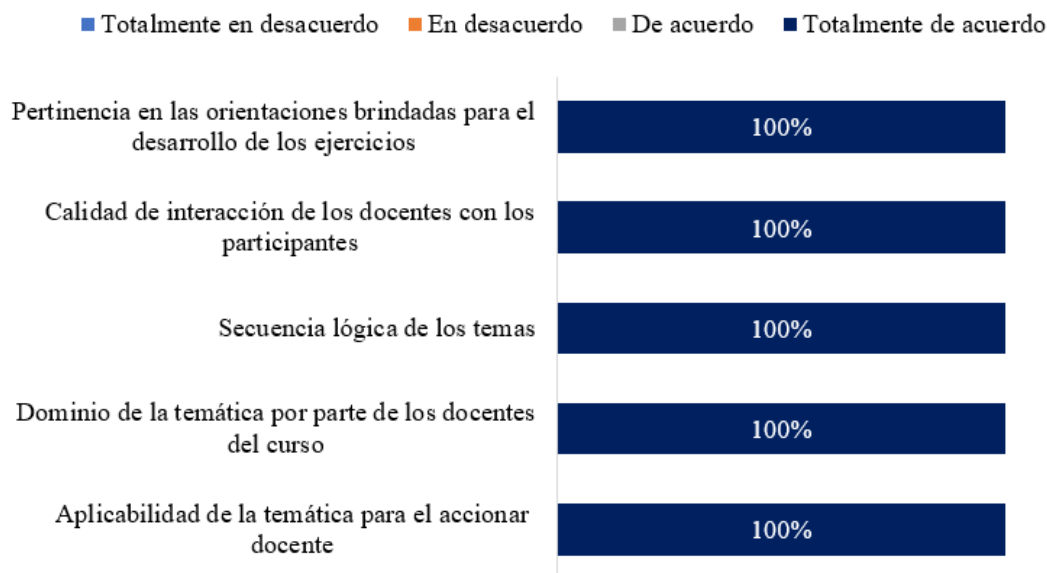 Totalmente en desacuerdo En desacuerdo De acuerdo Totalmente de acuerdo
Pertinencia en las orientaciones brindadas para el
desarrollo de los ejercicios
100%
Calidad de interacción de los docentes con los
participantes
100%
Secuencia lógica de los temas
100%
Dominio de la temática por parte de los docentes
del curso
100%
Aplicabilidad de la temática para el accionar
docente
100%